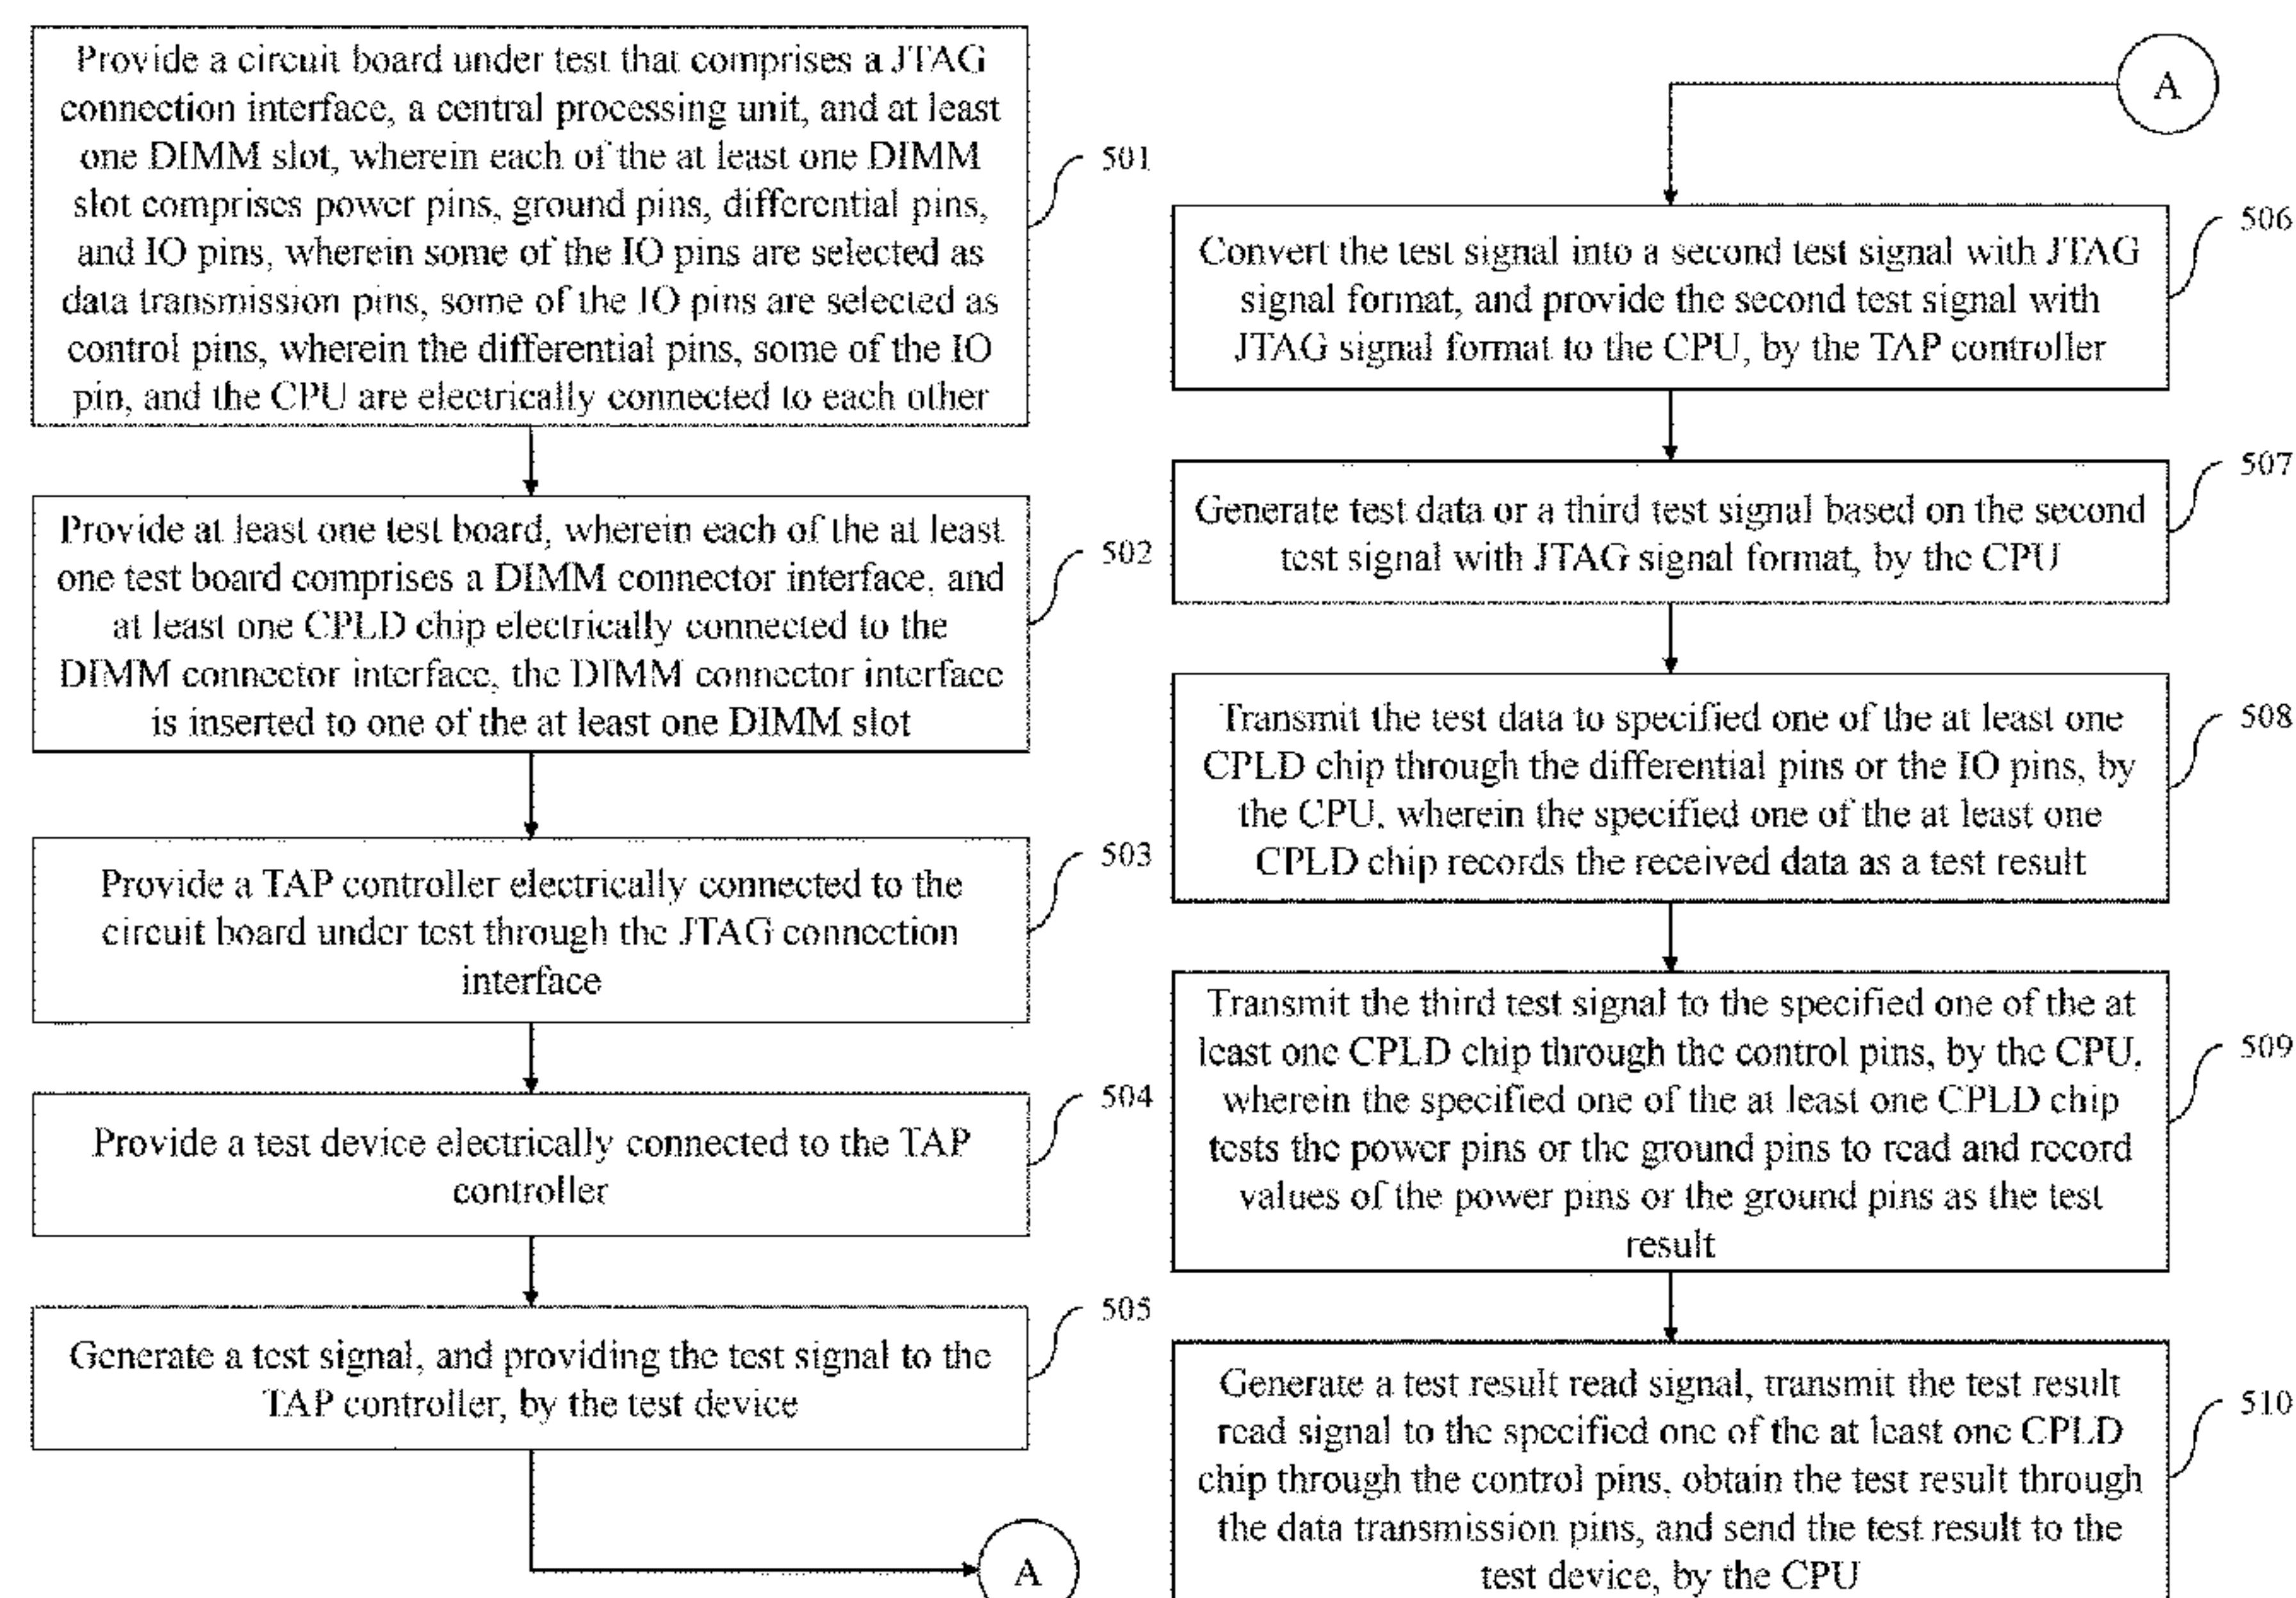 Provide a circuit board under test that comprises a JTAG
connection interface, a central processing unit, and at least
one DIMM slot, wherein each of the at least one DIMM
slot comprises power pins, ground pins, differential pins,
and IO pins, wherein some of the IO pins are selected as
data transmission pins, some of the IO pins are selected as
control pins, wherein the differential pins, some of the IO
pin, and the CPU are electrically connected to each other
501
Provide at least one test board, wherein each of the at least
one test board comprises a DIMM connector interface, and
at least one CPLD chip electrically connected to the
DIMM connector interface, the DIMM connector interface
is inserted to one of the at least one DIMM slot
502
Provide a TAP controller electrically connected to the
circuit board under test through the JTAG connection
interface
503
Provide a test device electrically connected to the TAP
controller
504
Generate a test signal, and providing the test signal to the
TAP controller, by the test device
505
A
A
Convert the test signal into a second test signal with JTAG
signal format, and provide the second test signal with
JTAG signal format to the CPU, by the TAP controller
506
Generate test data or a third test signal based on the second
test signal with JTAG signal format, by the CPU
507
Transmit the test data to specified one of the at least one
CPLD chip through the differential pins or the IO pins, by
the CPU, wherein the specified one of the at least one
CPLD chip records the received data as a test result
508
Transmit the third test signal to the specified one of the at
least one CPLD chip through the control pins, by the CPU,
wherein the specified one of the at least one CPLD chip
tests the power pins or the ground pins to read and record
values of the power pins or the ground pins as the test
result
509
Generate a test result read signal, transmit the test result
read signal to the specified one of the at least one CPLD
chip through the control pins, obtain the test result through
the data transmission pins, and send the test result to the
test device, by the CPU
510